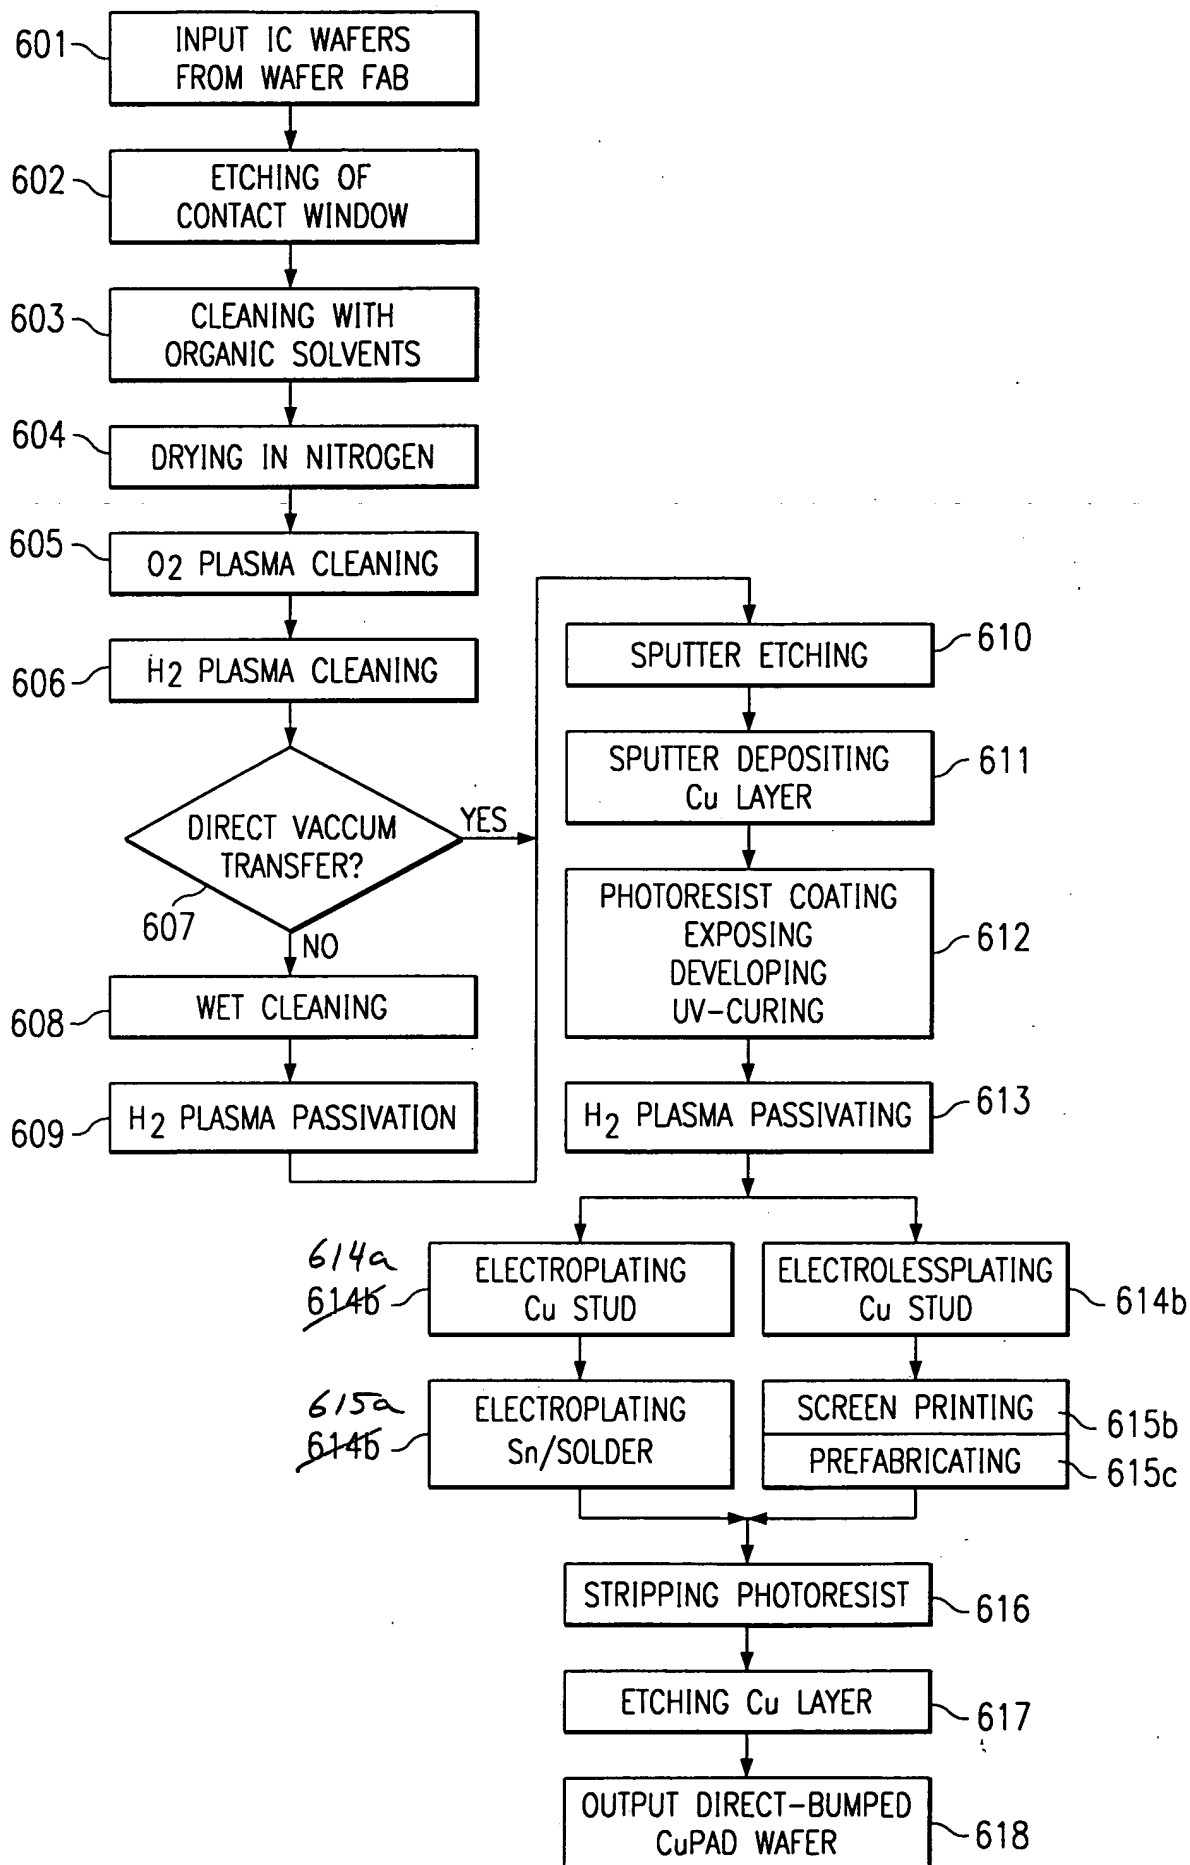 601
INPUT IC WAFERS
FROM WAFER FAB
602
ETCHING OF
CONTACT WINDOW
603
CLEANING WITH
ORGANIC SOLVENTS
604
DRYING IN NITROGEN
605
O2 PLASMA CLEANING
606
H2 PLASMA CLEANING
DIRECT VACCUM
TRANSFER?
YES
607
NO
608
WET CLEANING
609
H2 PLASMA PASSIVATION
SPUTTER ETCHING
610
SPUTTER DEPOSITING
Cu LAYER
611
PHOTORESIST COATING
EXPOSING
DEVELOPING
UV-CURING
612
H2 PLASMA PASSIVATING
613
614a
614b
ELECTROPLATING
Cu STUD
ELECTROLESSPLATING
Cu STUD
614b
615a
614b
ELECTROPLATING
Sn/SOLDER
SCREEN PRINTING
615b
PREFABRICATING
615c
STRIPPING PHOTORESIST
616
ETCHING Cu LAYER
617
OUTPUT DIRECT-BUMPED
CuPAD WAFER
618